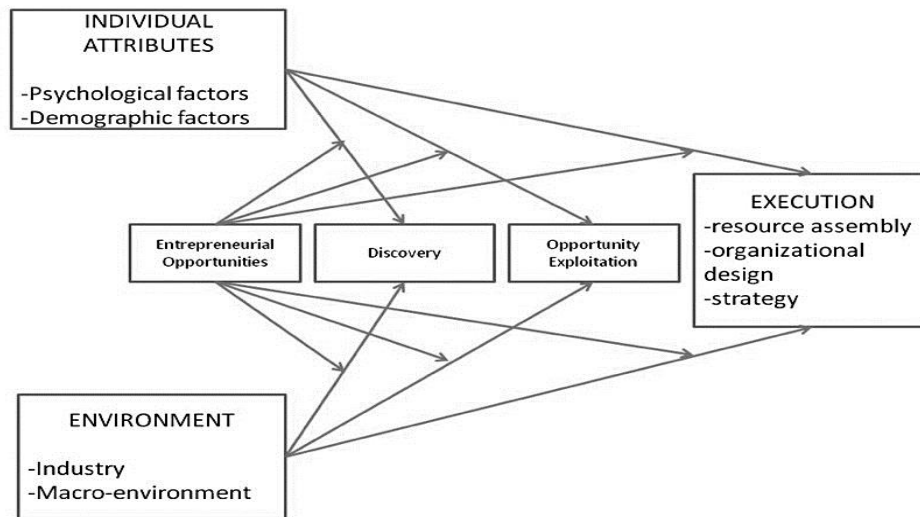 INDIVIDUAL
ATTRIBUTES
-Psychological factors
-Demographic factors
Entrepreneurial
Opportunities
Discovery
Opportunity
Exploitation
EXECUTION
-resource assembly
-organizational
design
-strategy
ENVIRONMENT
-Industry
-Macro-environment